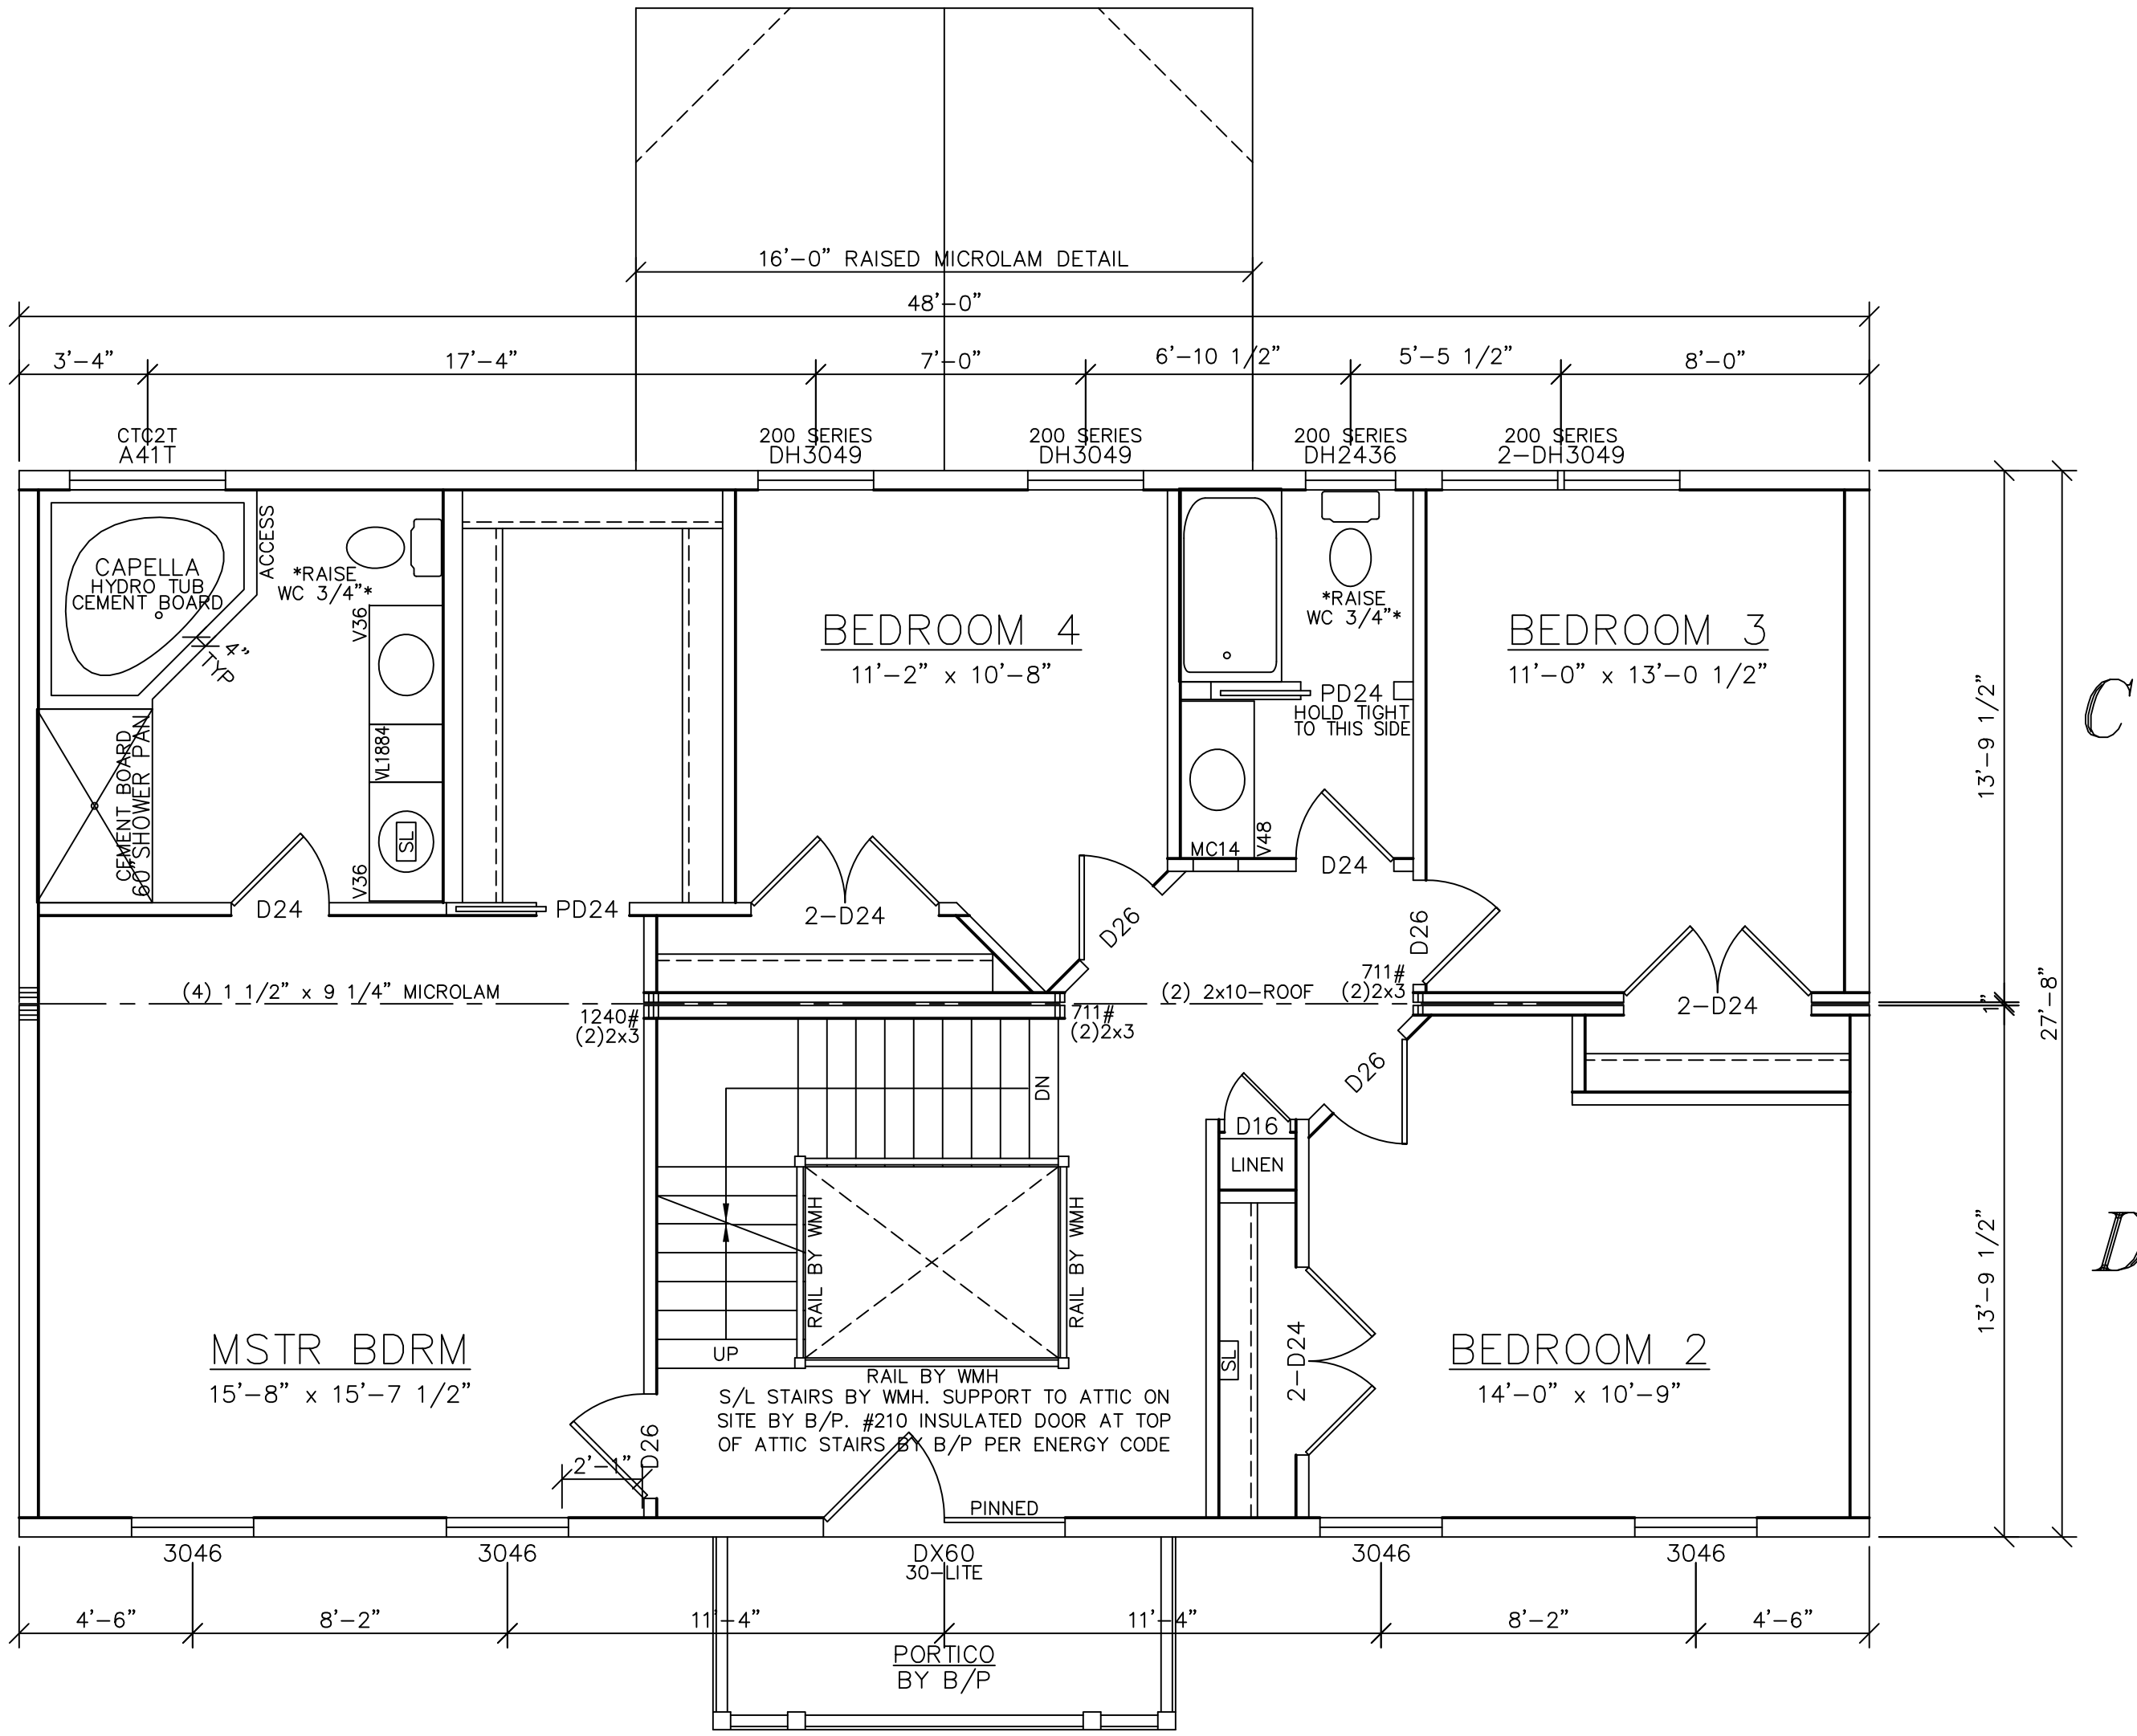 16'-0" RAISED MICROLAM DETAIL
48'-0"
3'-4"
17'-4"
7'-0"
6'-10 1/2"
5'-5 1/2"
8'-0"
CTC2T
A41T
200 SERIES
DH3049
200 SERIES
DH3049
200 SERIES
DH2436
200 SERIES
2-DH3049
CAPELLA
HYDRO TUB
CEMENT BOARD
ACCESS
*RAISE
WC 3/4"*
4"
TYP
V36
VL1884
SL
V36
CEMENT BOARD
60"SHOWER PAN
D24
PD24
BEDROOM 4
11'-2" x 10'-8"
2-D24
*RAISE
WC 3/4"*
PD24
HOLD TIGHT
TO THIS SIDE
MC14
V48
D24
D26
BEDROOM 3
11'-0" x 13'-0 1/2"
D26
2-D24
13'-9 1/2"
C
1"
27'-8"
(4) 1 1/2" x 9 1/4" MICROLAM
1240#
(2)2x3
711#
(2)2x3
(2) 2x10-ROOF
711#
(2)2x3
DN
D26
D16
LINEN
RAIL BY WMH
RAIL BY WMH
UP
RAIL BY WMH
S/L STAIRS BY WMH. SUPPORT TO ATTIC ON
SITE BY B/P. #210 INSULATED DOOR AT TOP
OF ATTIC STAIRS BY B/P PER ENERGY CODE
MSTR BDRM
15'-8" x 15'-7 1/2"
2'-1"
D26
SL
2-D24
BEDROOM 2
14'-0" x 10'-9"
13'-9 1/2"
D
PINNED
3046
3046
DX60
30-LITE
3046
3046
4'-6"
8'-2"
11'-4"
11'-4"
8'-2"
4'-6"
PORTICO
BY B/P